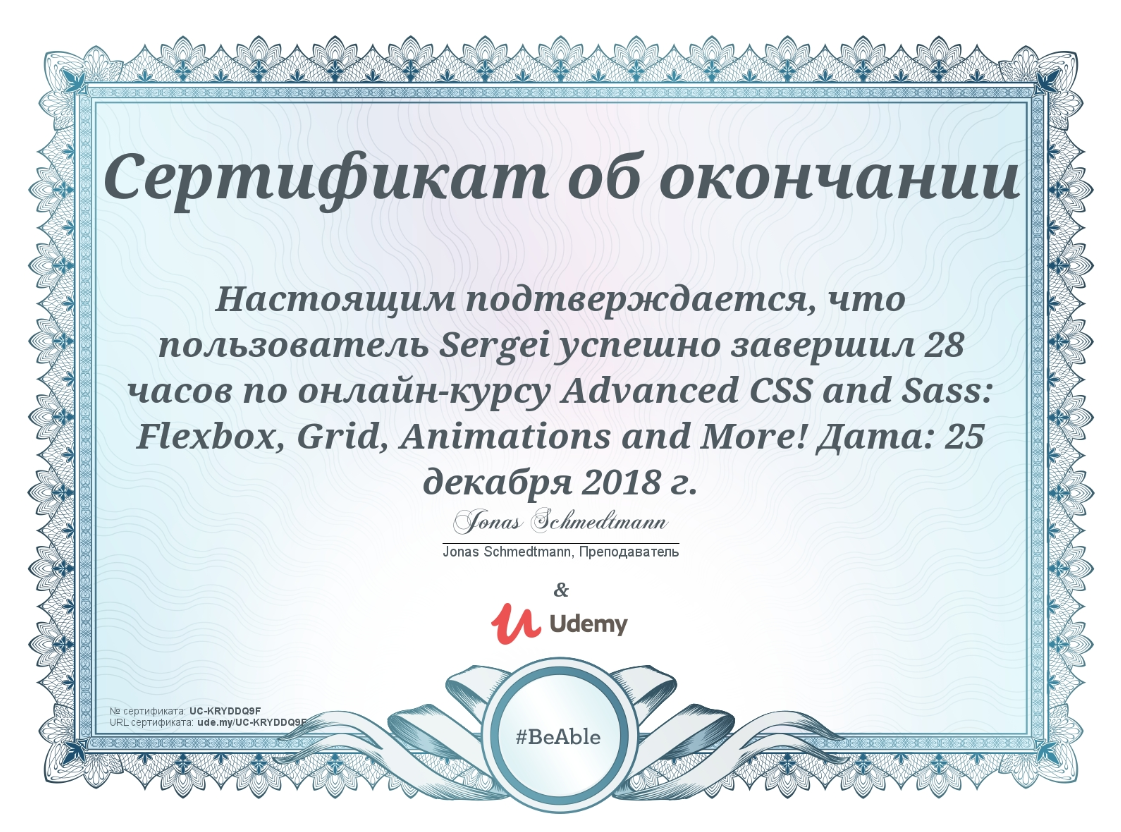 Сертификат об окончании
Настоящим подтверждается, что
пользователь Sergei успешно завершил 28
часов по онлайн-курсу Advanced CSS and Sass:
Flexbox, Grid, Animations and More! Дата: 25
декабря 2018 г.
Jonas Schmedtmann
Jonas Schmedtmann, Преподаватель
&
Udemy
№ сертификата: UC-KRYDDQ9F
URL сертификата: ude.my/UC-KRYDDQ9F
#BeAble